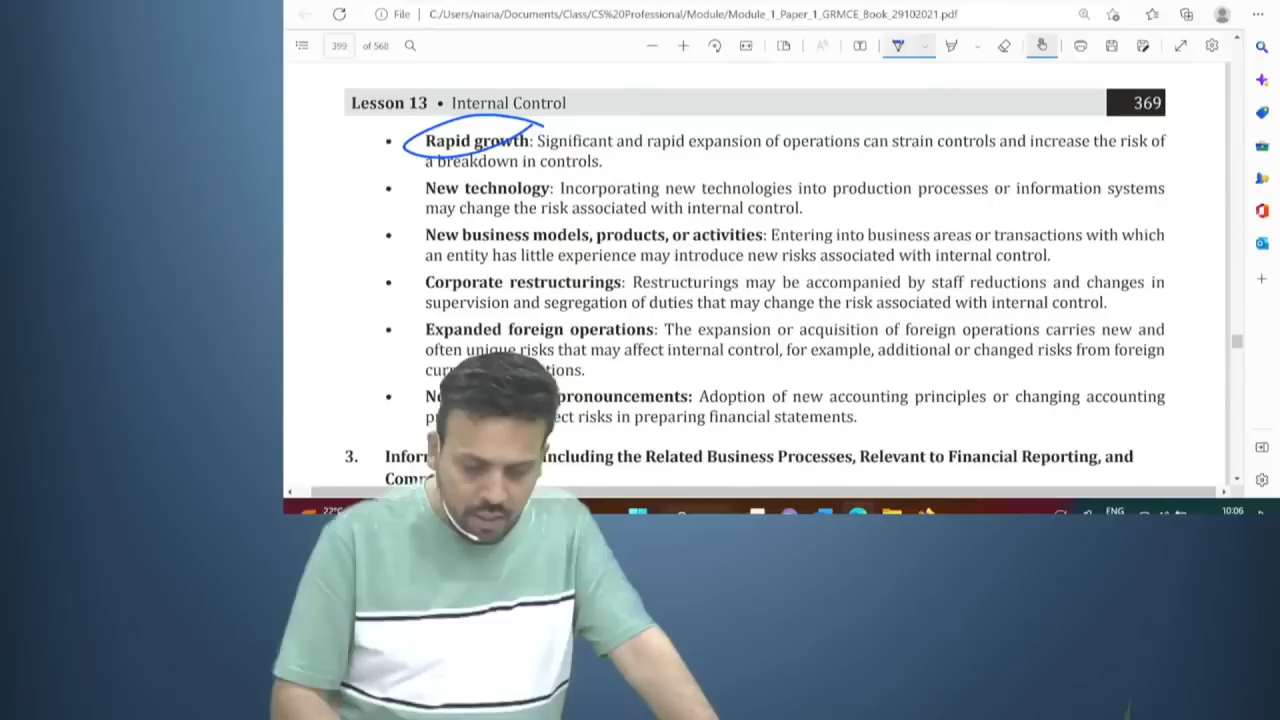 File C:/Users/naina/Documents/Class/CS%20Professional/Module/Module_1_Paper_1_GRMCE_Book_29102021.pdf
399 of 568
Lesson 13 • Internal Control 369
• Rapid growth: Significant and rapid expansion of operations can strain controls and increase the risk of
a breakdown in controls.
• New technology: Incorporating new technologies into production processes or information systems
may change the risk associated with internal control.
• New business models, products, or activities: Entering into business areas or transactions with which
an entity has little experience may introduce new risks associated with internal control.
• Corporate restructurings: Restructurings may be accompanied by staff reductions and changes in
supervision and segregation of duties that may change the risk associated with internal control.
• Expanded foreign operations: The expansion or acquisition of foreign operations carries new and
often unique risks that may affect internal control, for example, additional or changed risks from foreign
• pronouncements: Adoption of new accounting principles or changing accounting
risks in preparing financial statements.
3. Including the Related Business Processes, Relevant to Financial Reporting, and
22°C ENG 10:06